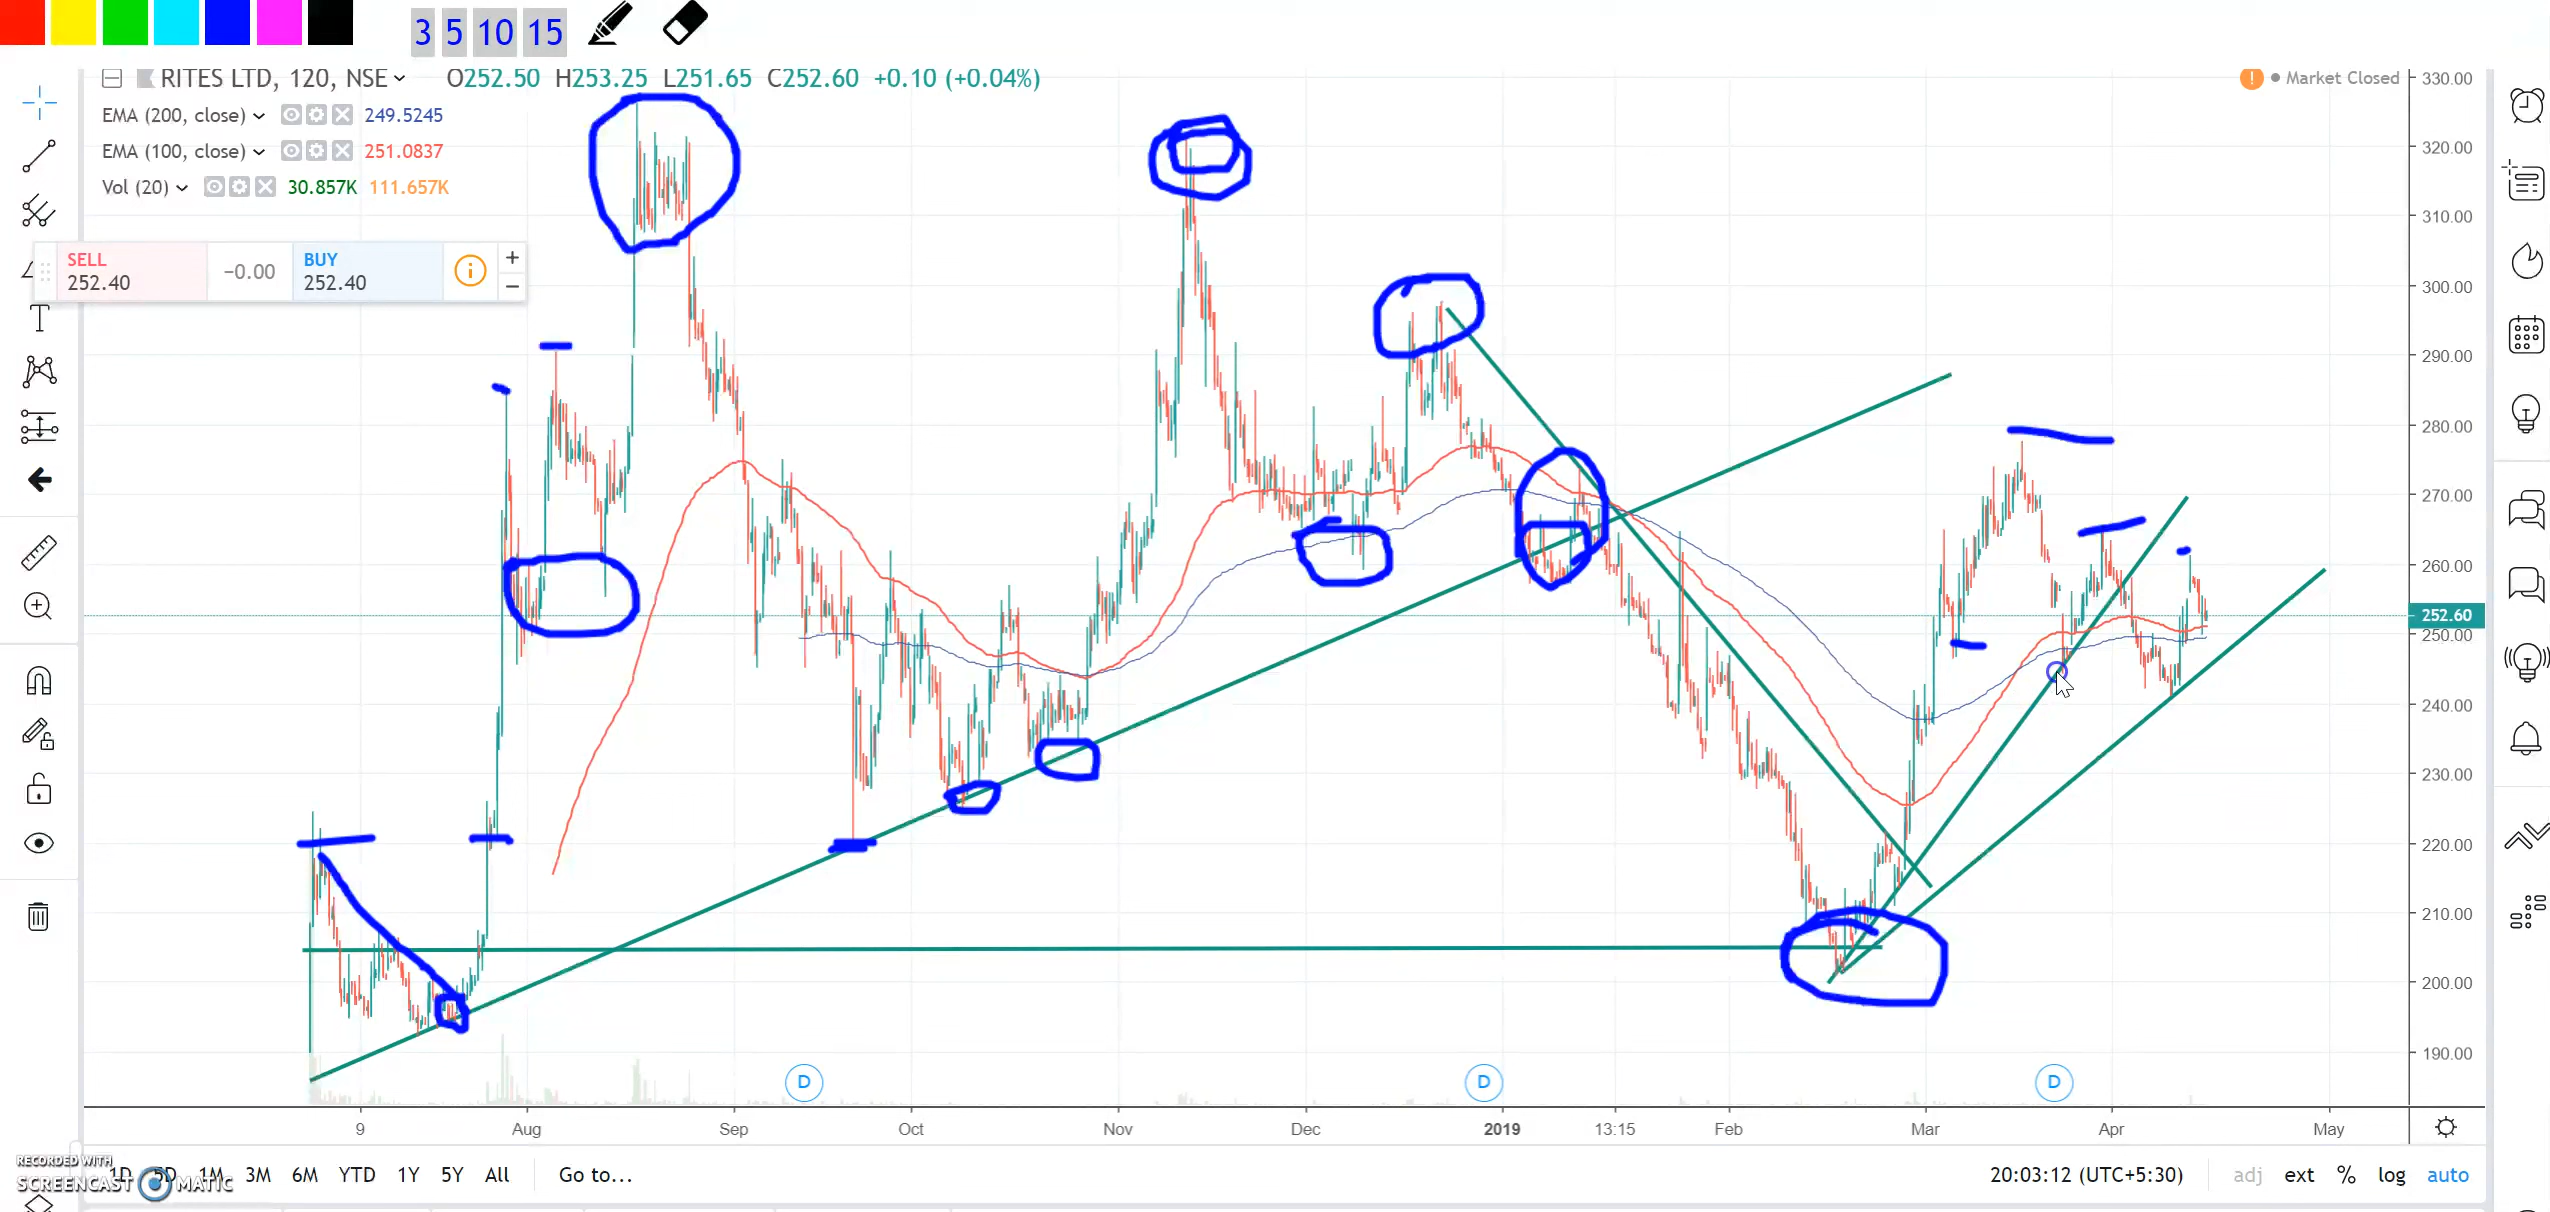 3 5 10 15
RITES LTD, 120, NSE O252.50 H253.25 L251.65 C252.60 +0.10 (+0.04%)
Market Closed
EMA (200, close) 249.5245
EMA (100, close) 251.0837
Vol (20) 30.857K 111.657K
SELL
252.40
−0.00
BUY
252.40
+
−
T
330.00
320.00
310.00
300.00
290.00
280.00
270.00
260.00
252.60
250.00
240.00
230.00
220.00
210.00
200.00
190.00
D D D
9 Aug Sep Oct Nov Dec 2019 13:15 Feb Mar Apr May
1D 5D 1M 3M 6M YTD 1Y 5Y All Go to... 20:03:12 (UTC+5:30) adj ext % log auto
RECORDED WITH
SCREENCAST MATIC